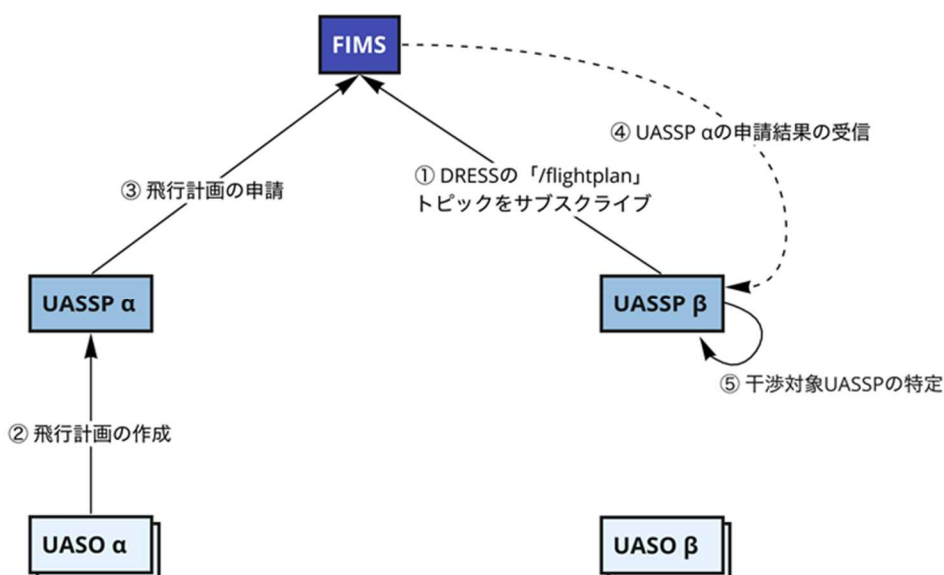 FIMS
④ UASSP αの申請結果の受信
① DRESSの「/flightplan」
トピックをサブスクライブ
③ 飛行計画の申請
UASSP α
UASSP β
⑤ 干渉対象UASSPの特定
② 飛行計画の作成
UASO α
UASO β